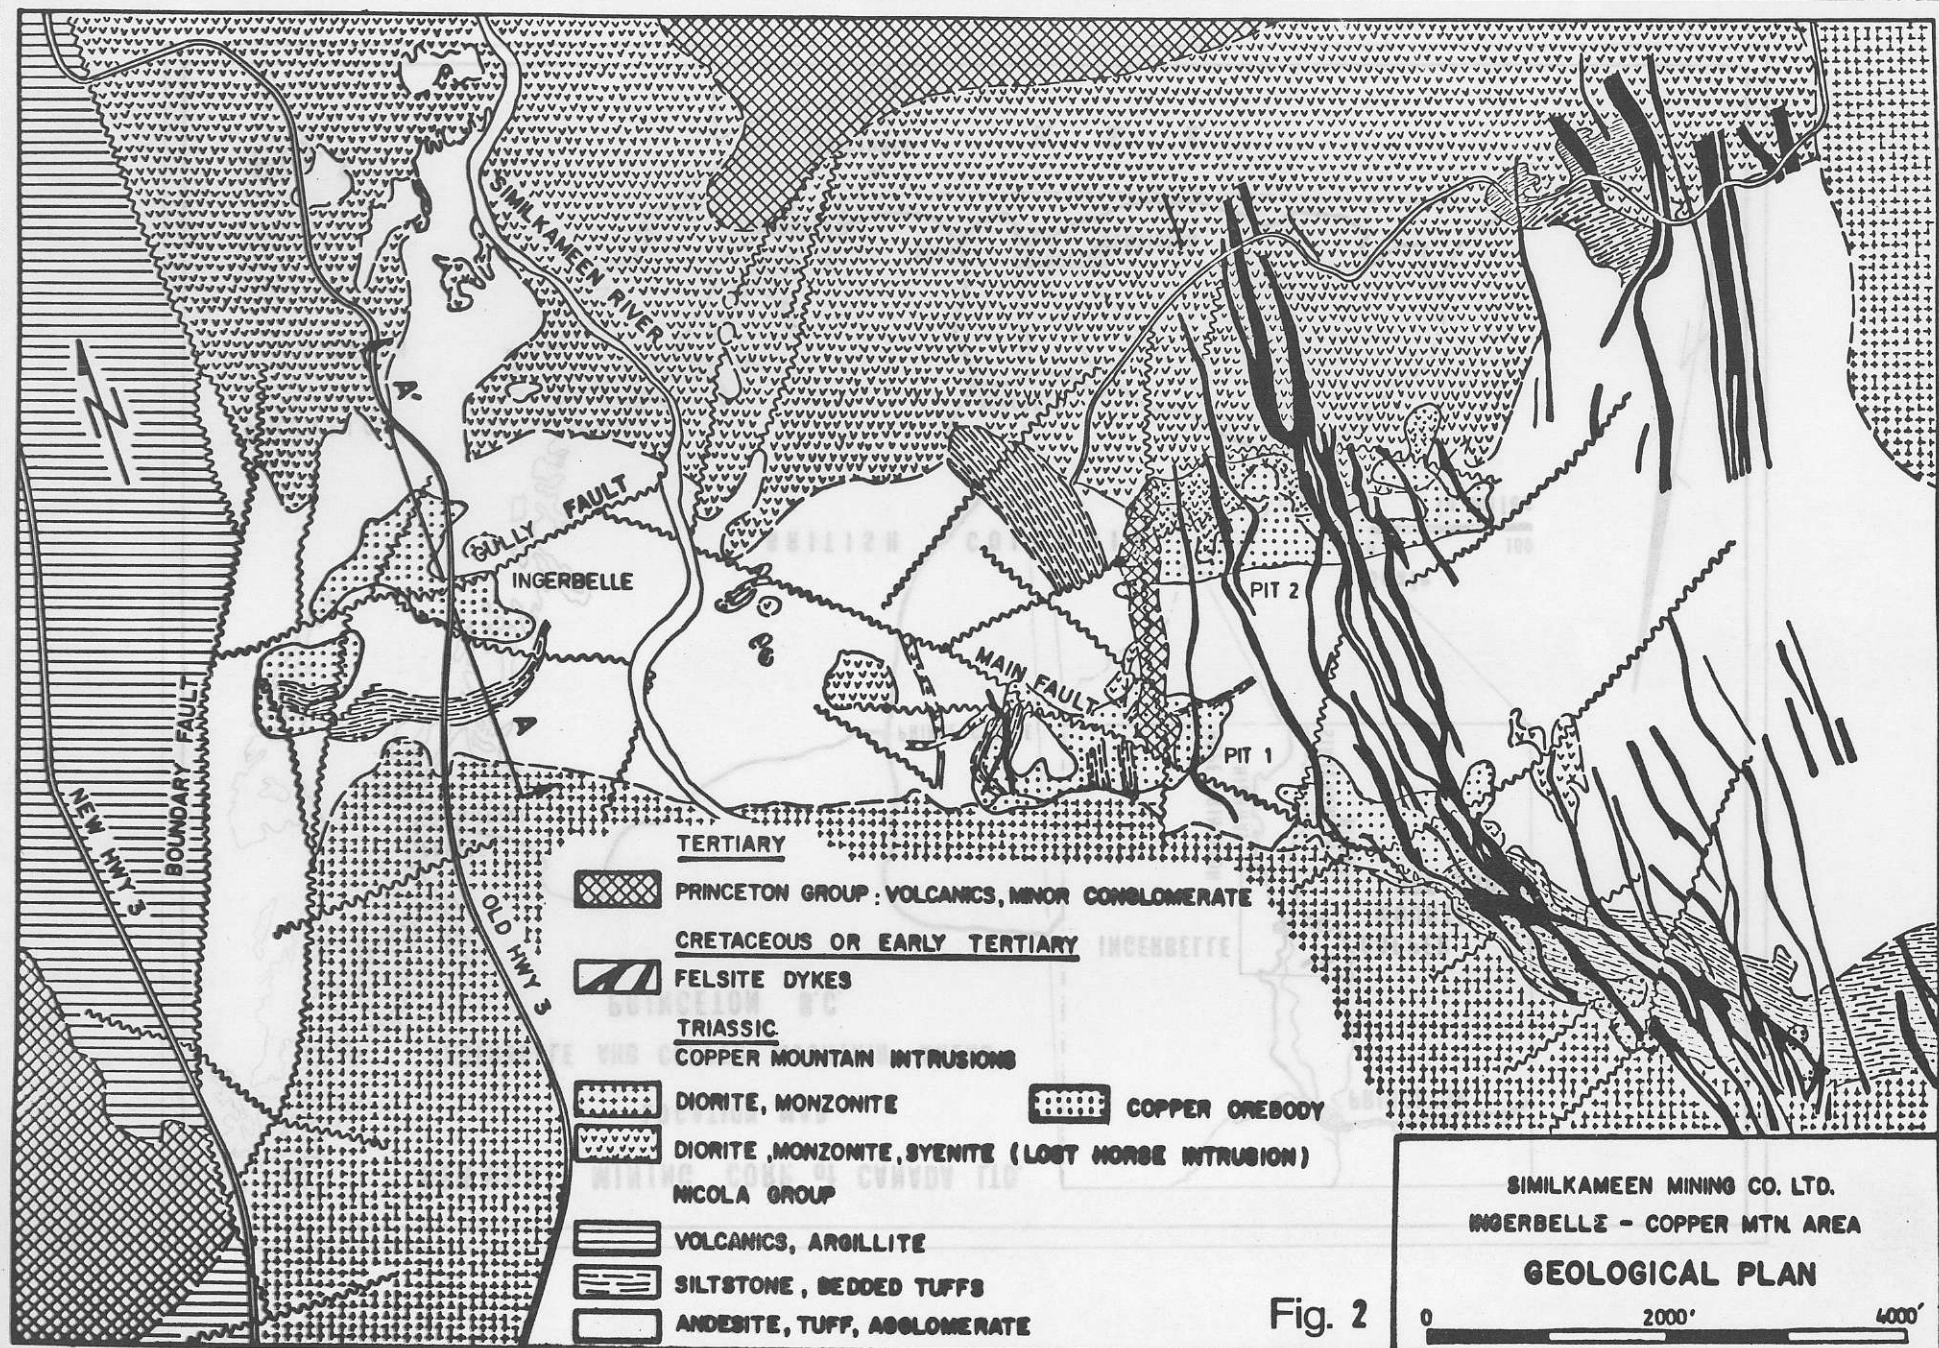 SIMILKAMEEN RIVER
A'
GULLY FAULT
INGERBELLE
A
BOUNDARY FAULT
NEW HWY 3
OLD HWY 3
MAIN FAULT
PIT 2
PIT 1
TERTIARY
PRINCETON GROUP : VOLCANICS, MINOR CONGLOMERATE
CRETACEOUS OR EARLY TERTIARY
FELSITE DYKES
TRIASSIC
COPPER MOUNTAIN INTRUSIONS
DIORITE, MONZONITE
COPPER OREBODY
DIORITE, MONZONITE, SYENITE (LOST HORSE INTRUSION)
NICOLA GROUP
VOLCANICS, ARGILLITE
SILTSTONE, BEDDED TUFFS
ANDESITE, TUFF, AGGLOMERATE
Fig. 2
SIMILKAMEEN MINING CO. LTD.
INGERBELLE - COPPER MTN. AREA
GEOLOGICAL PLAN
0 2000' 4000'